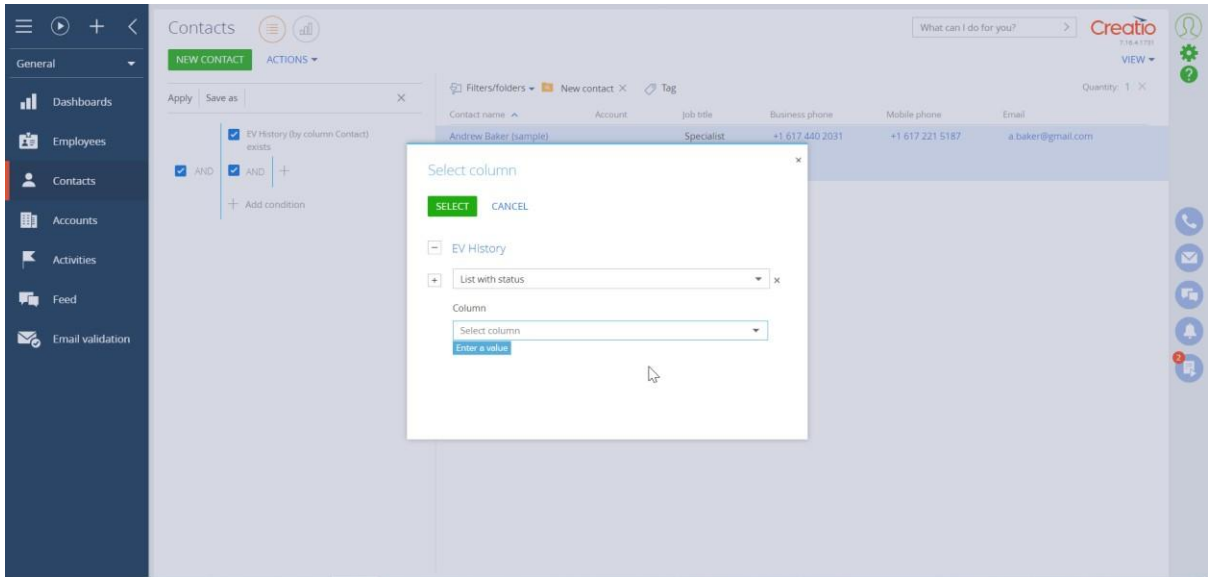 Contacts
What can I do for you?
Creatio
General
NEW CONTACT
ACTIONS
VIEW
Dashboards
Apply
Save as
Filters/folders
New contact
Tag
Quantity: 1
Contact name
Account
Job title
Business phone
Mobile phone
Email
Employees
EV History (by column Contact)
exists
Andrew Baker (sample)
Specialist
+1 617 440 2031
+1 617 221 5187
a.baker@gmail.com
AND
AND
Contacts
Select column
Add condition
SELECT
CANCEL
Accounts
EV History
Activities
List with status
Feed
Column
Select column
Email validation
Enter a value
2